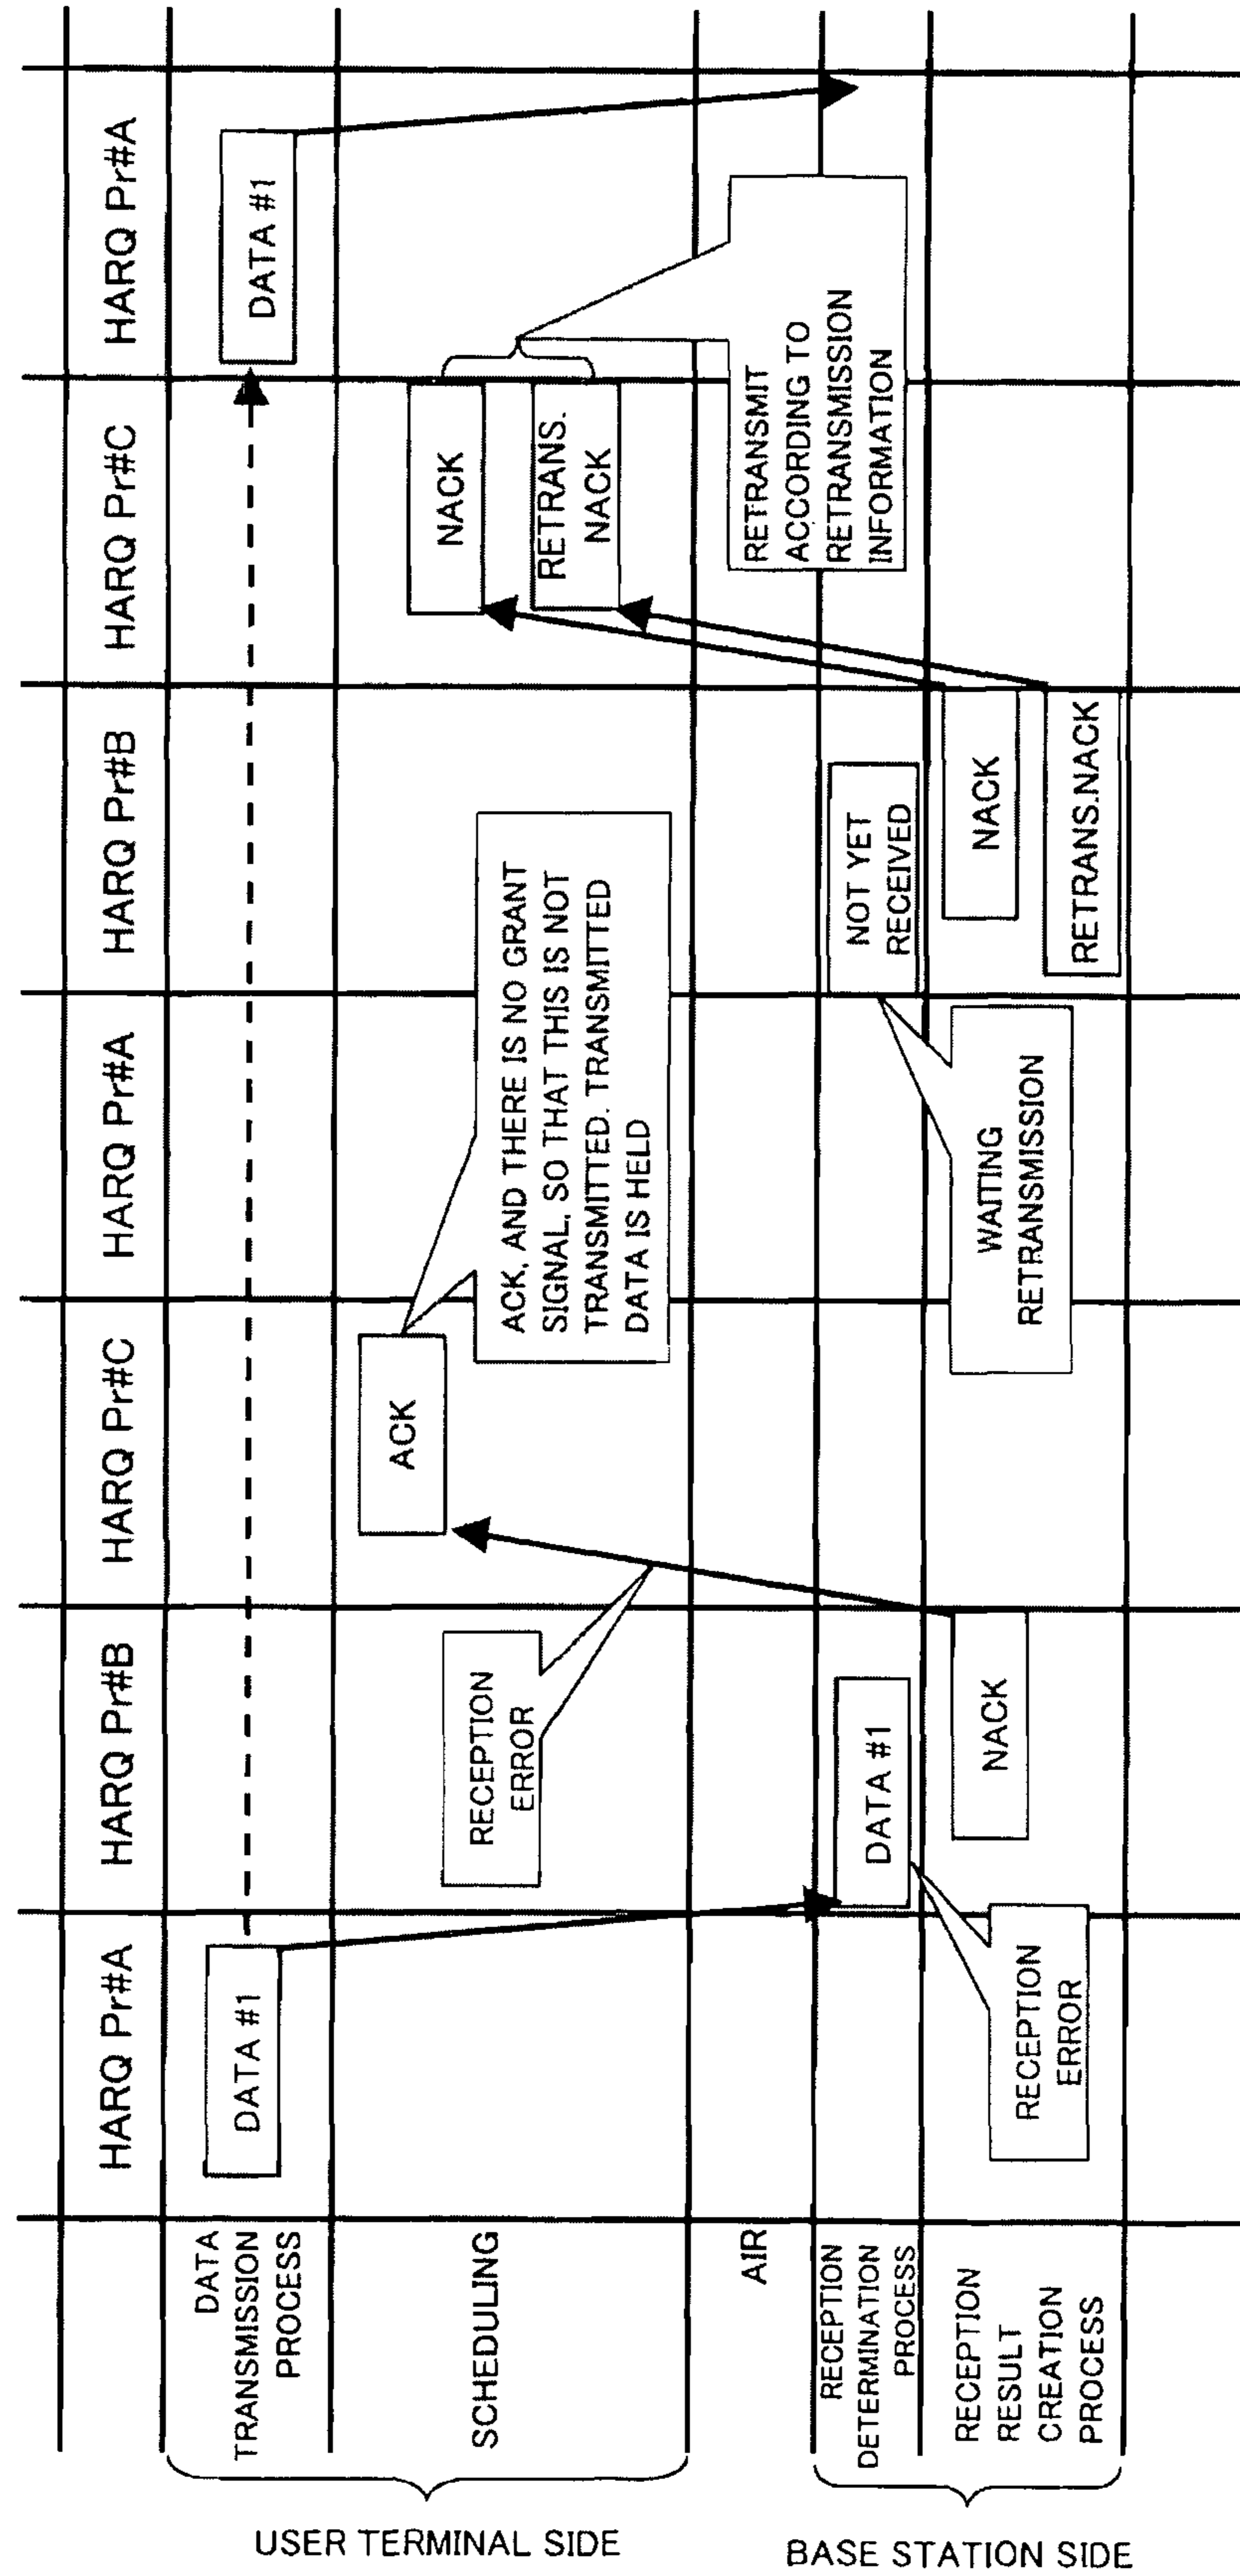 HARQ Pr#A
HARQ Pr#B
HARQ Pr#C
HARQ Pr#A
HARQ Pr#B
HARQ Pr#C
HARQ Pr#A
USER TERMINAL SIDE
DATA
TRANSMISSION
PROCESS
DATA #1
DATA #1
SCHEDULING
RECEPTION
ERROR
ACK
ACK, AND THERE IS NO GRANT
SIGNAL, SO THAT THIS IS NOT
TRANSMITTED. TRANSMITTED
DATA IS HELD
NACK
RETRANS.
NACK
AIR
RETRANSMIT
ACCORDING TO
RETRANSMISSION
INFORMATION
BASE STATION SIDE
RECEPTION
DETERMINATION
PROCESS
DATA #1
NOT YET
RECEIVED
RECEPTION
RESULT
CREATION
PROCESS
RECEPTION
ERROR
NACK
WAITING
RETRANSMISSION
NACK
RETRANS.NACK